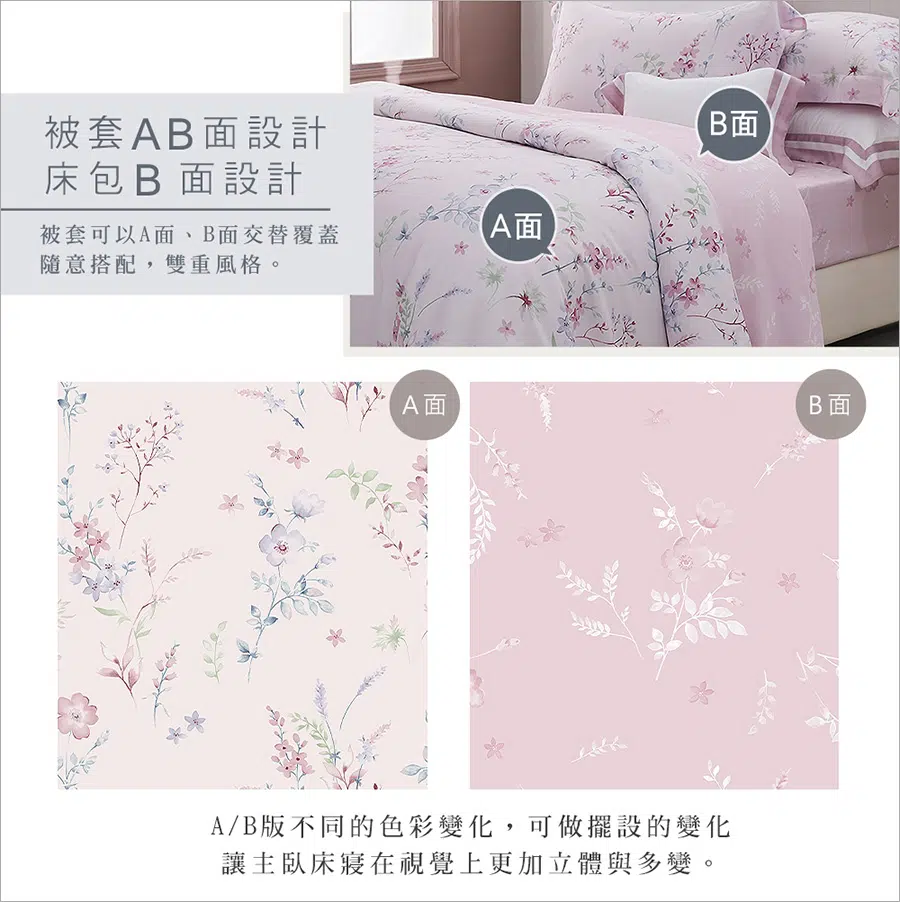 被套AB面設計
床包B 面設計
被套可以A面、B面交替覆蓋
隨意搭配，雙重風格。
B面
A面
A面
B面
A/B版不同的色彩變化，可做擺設的變化
讓主臥床寢在視覺上更加立體與多變。